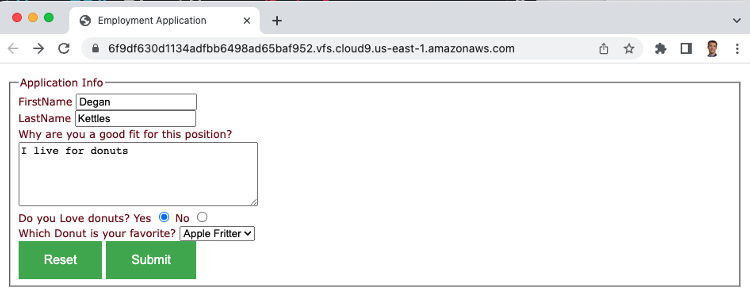 Employment Application
6f9df630d1134adfbb6498ad65baf952.vfs.cloud9.us-east-1.amazonaws.com
Application Info
FirstName Degan
LastName Kettles
Why are you a good fit for this position?
I live for donuts
Do you Love donuts? Yes No
Which Donut is your favorite? Apple Fritter
Reset Submit